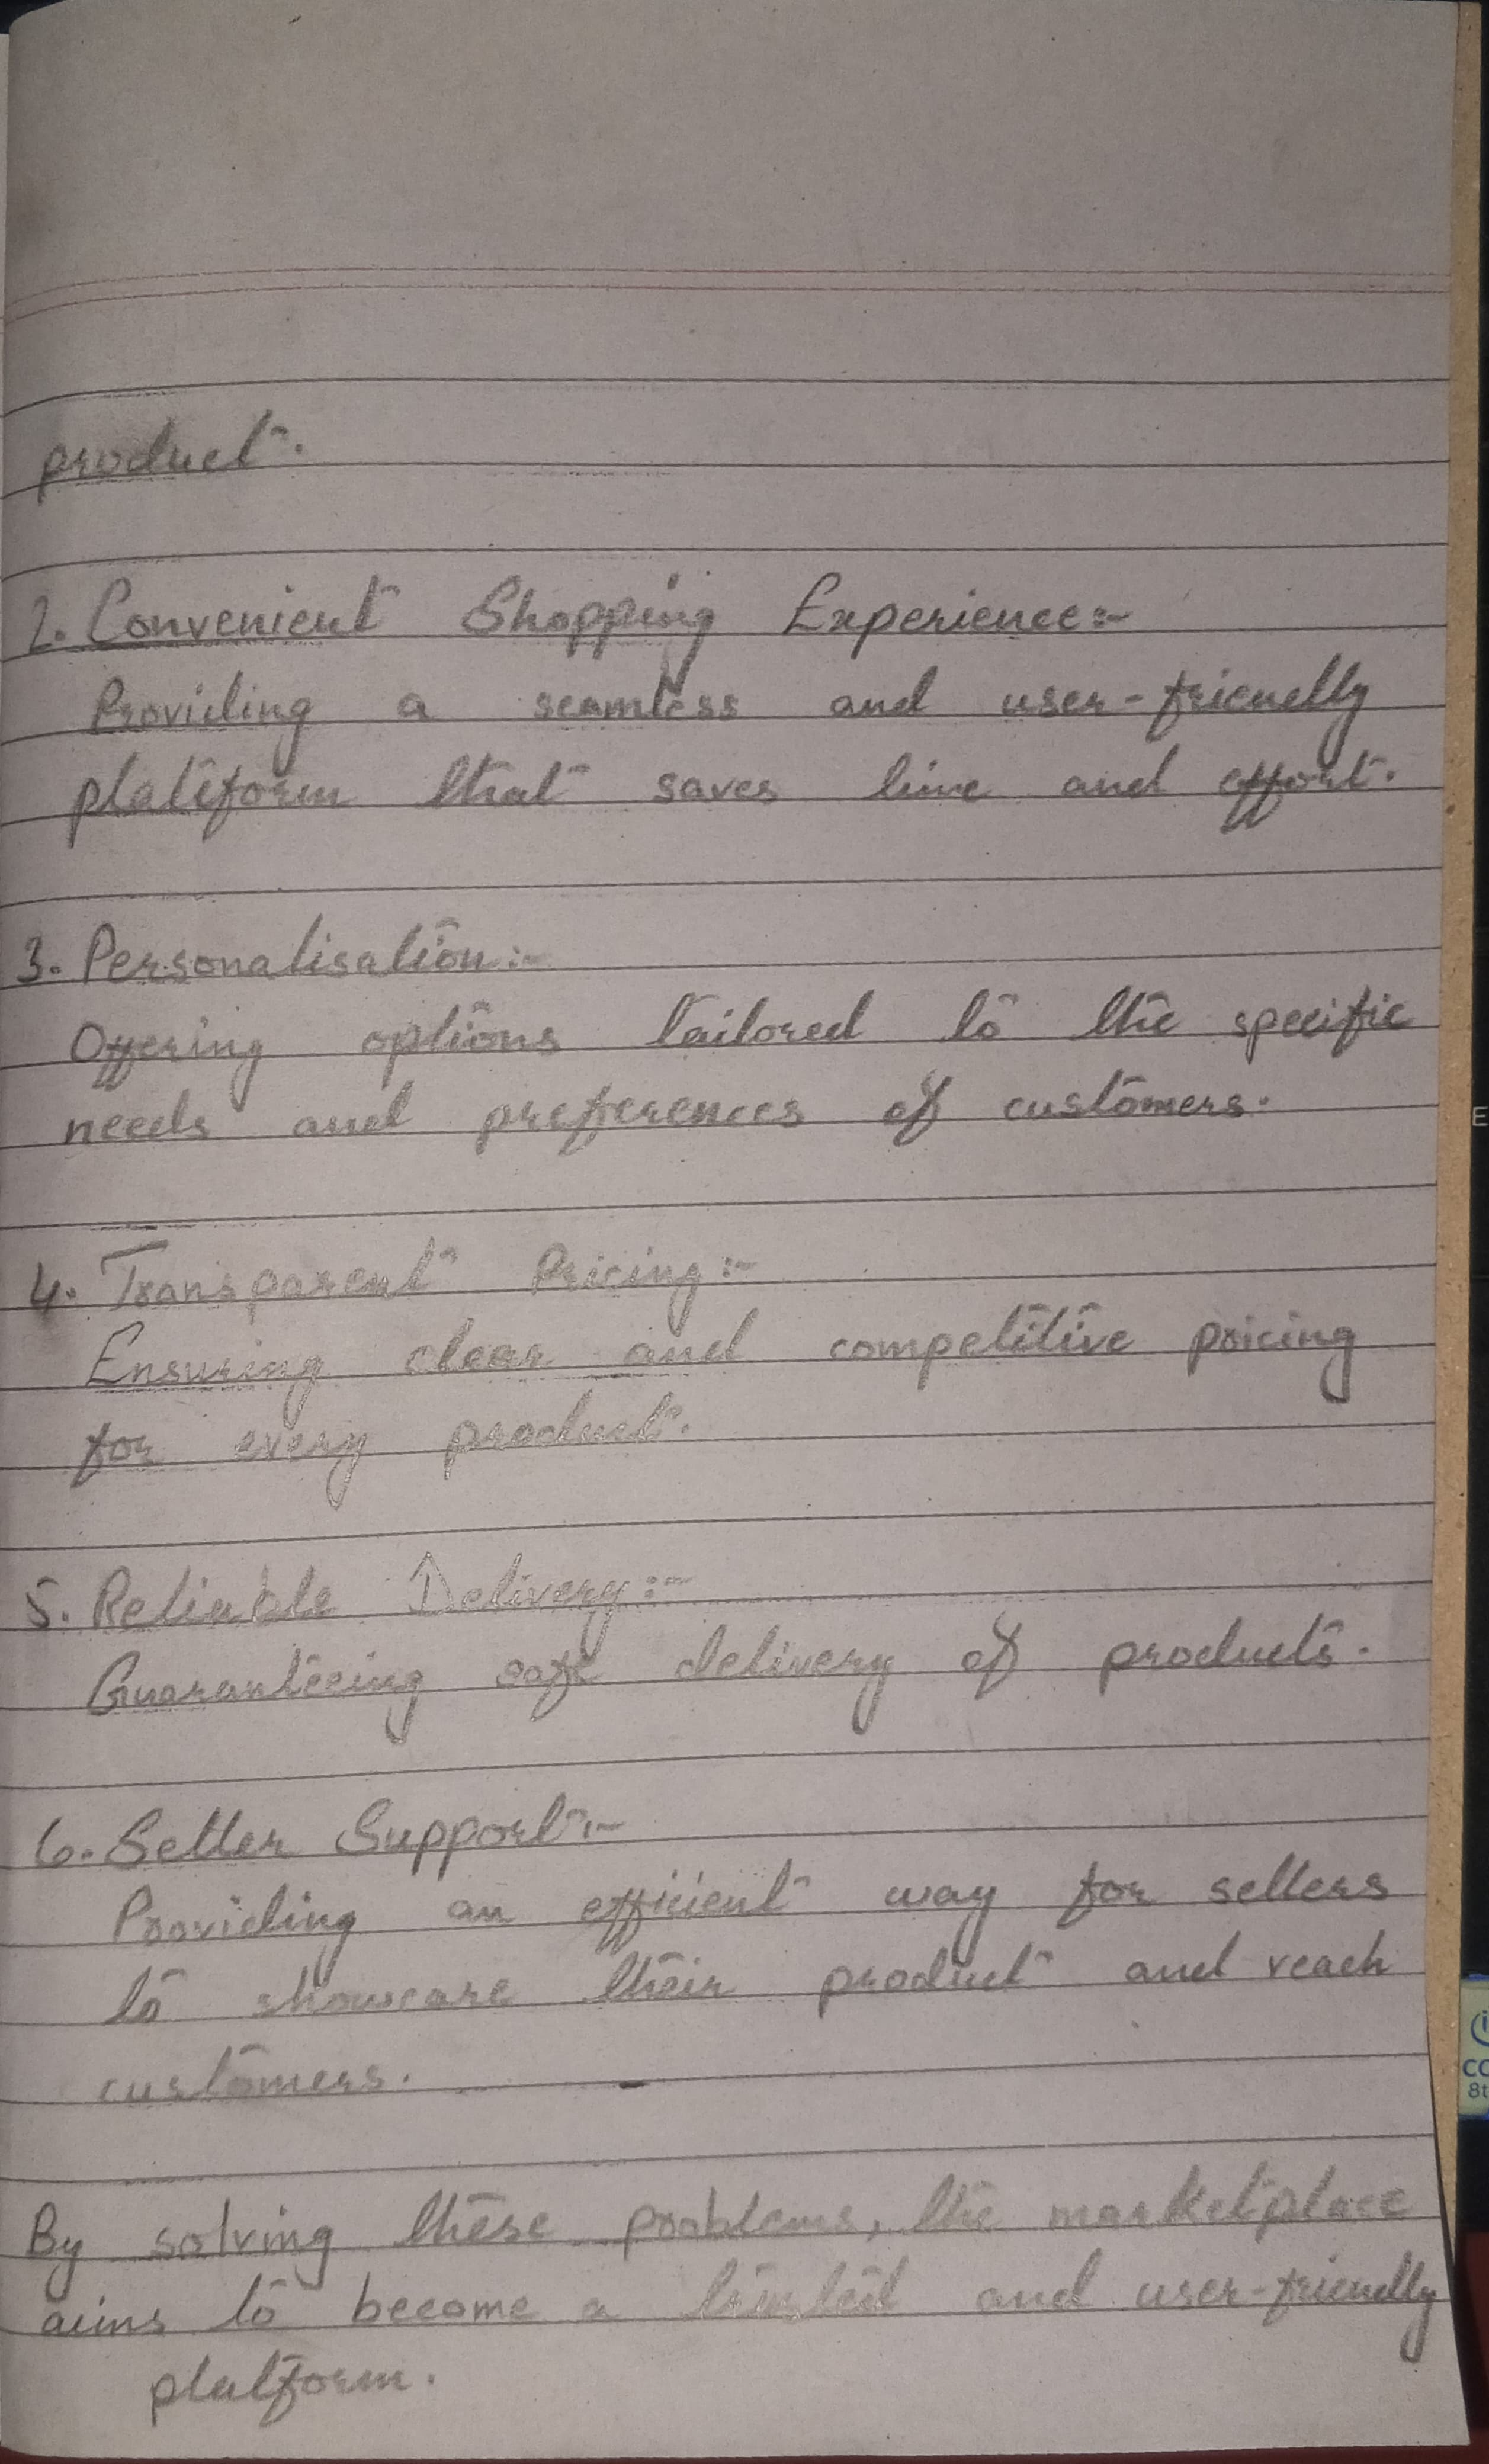 product.
2. Convenient Shopping Experience:-
Providing a seamless and user-friendly
plateform that saves time and effort.
3. Personalisation:-
Offering options tailored to the specific
needs and preferences of customers.
4. Transparent Pricing:-
Ensuring clear and competitive pricing
for every product.
5. Reliable Delivery:-
Guaranteeing safe delivery of products.
6. Seller Support:-
Providing an efficient way for sellers
to showcase their product and reach
customers.
By solving these problems, the marketplace
aims to become a trusted and user-friendly
platform.
E
CO
8t